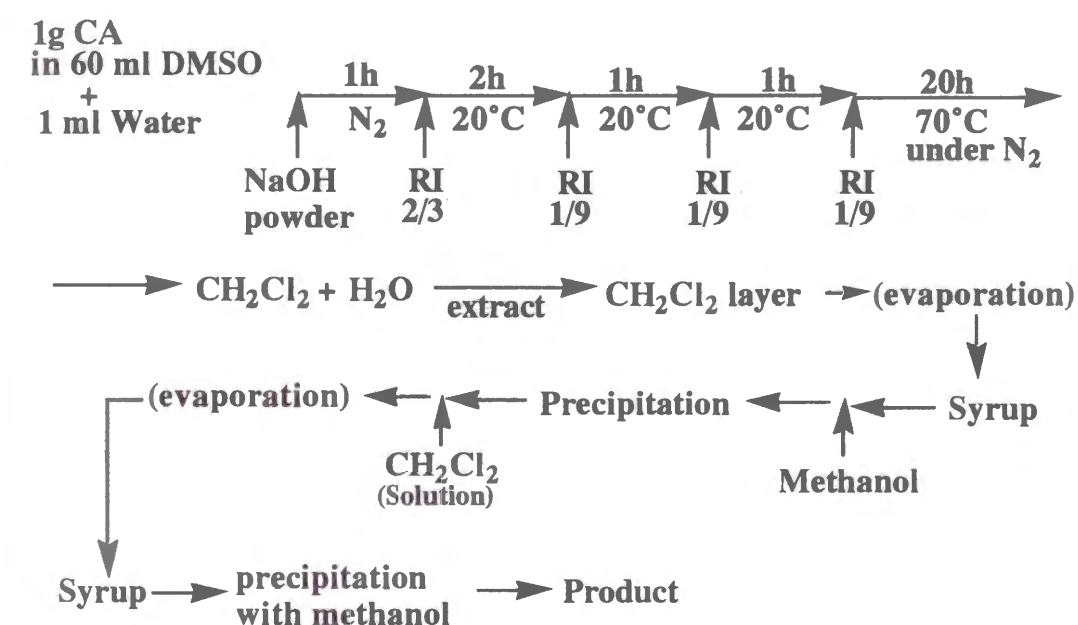 1g CA
in 60 ml DMSO
+
1 ml Water
1h 2h 1h 1h 20h
N₂ 20°C 20°C 20°C 70°C
under N₂
NaOH RI RI RI RI
powder 2/3 1/9 1/9 1/9
CH₂Cl₂ + H₂O extract CH₂Cl₂ layer (evaporation)
(evaporation) Precipitation Syrup
CH₂Cl₂ Methanol
(Solution)
Syrup precipitation Product
with methanol